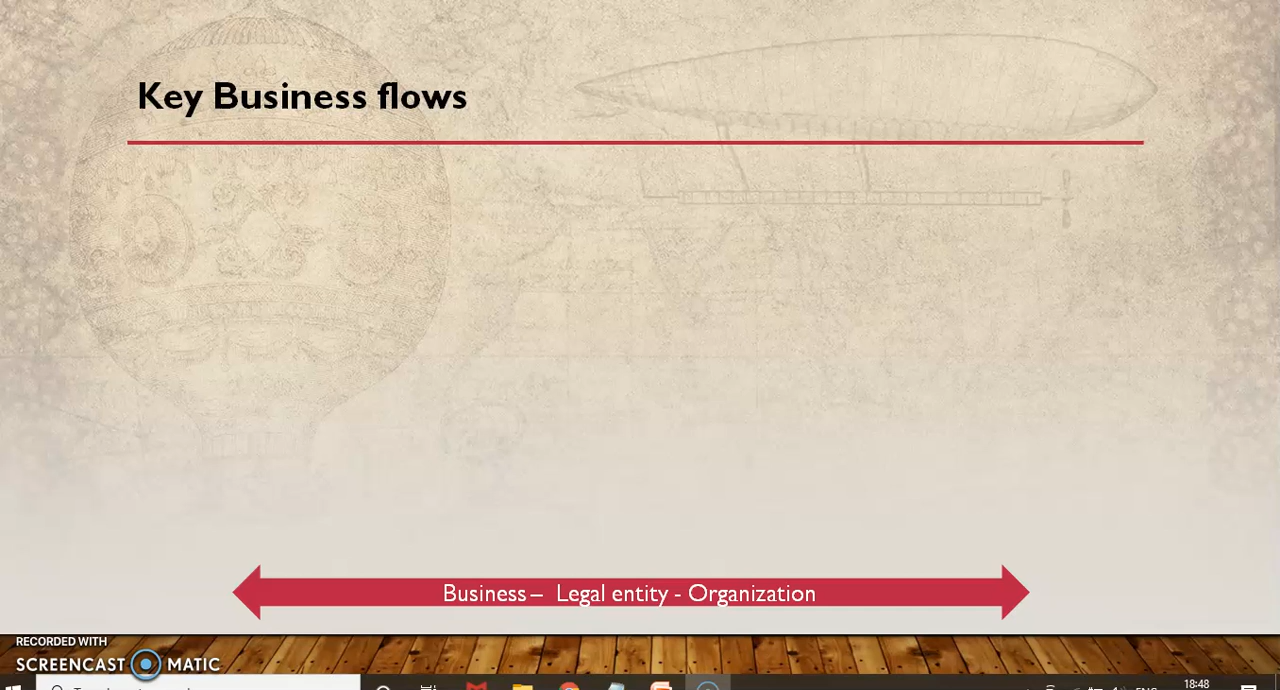 Key Business flows
Business – Legal entity - Organization
RECORDED WITH
SCREENCAST MATIC
18:48